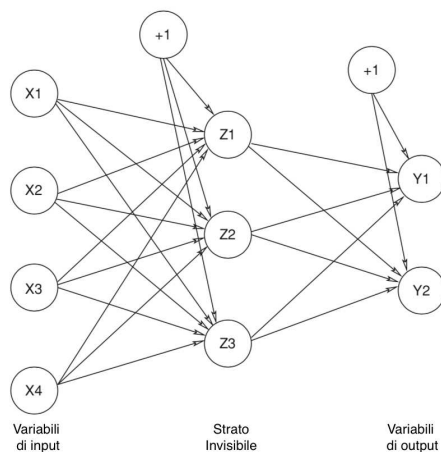 +1
+1
X1
Z1
Y1
X2
Z2
Y2
X3
Z3
X4
Variabili
di input
Strato
Invisibile
Variabili
di output